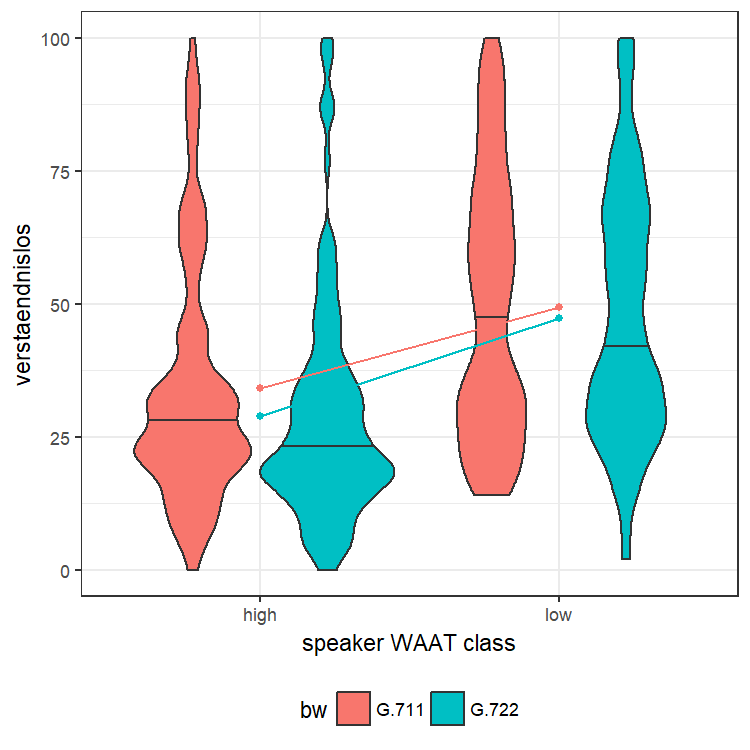 100
75
50
25
0
verstaendnislos
high low
speaker WAAT class
bw G.711 G.722